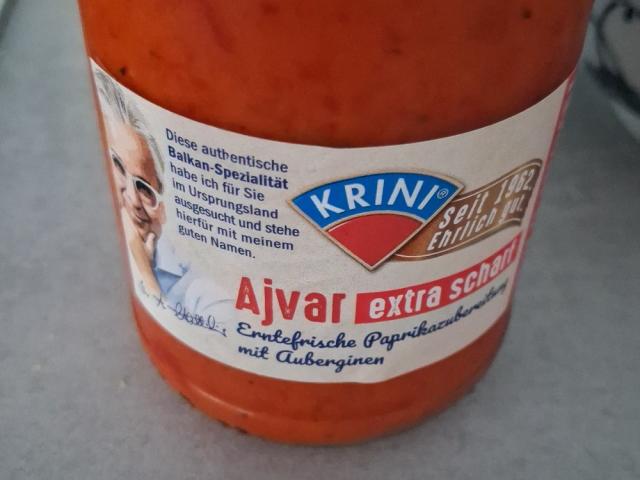 Diese authentische
Balkan-Spezialität
habe ich für Sie
im Ursprungsland
ausgesucht und stehe
hierfür mit meinem
guten Namen.
KRINI®
seit 1962
Ehrlich gut.
Ajvar extra scharf
Erntefrische Paprikazubereitung
mit Auberginen